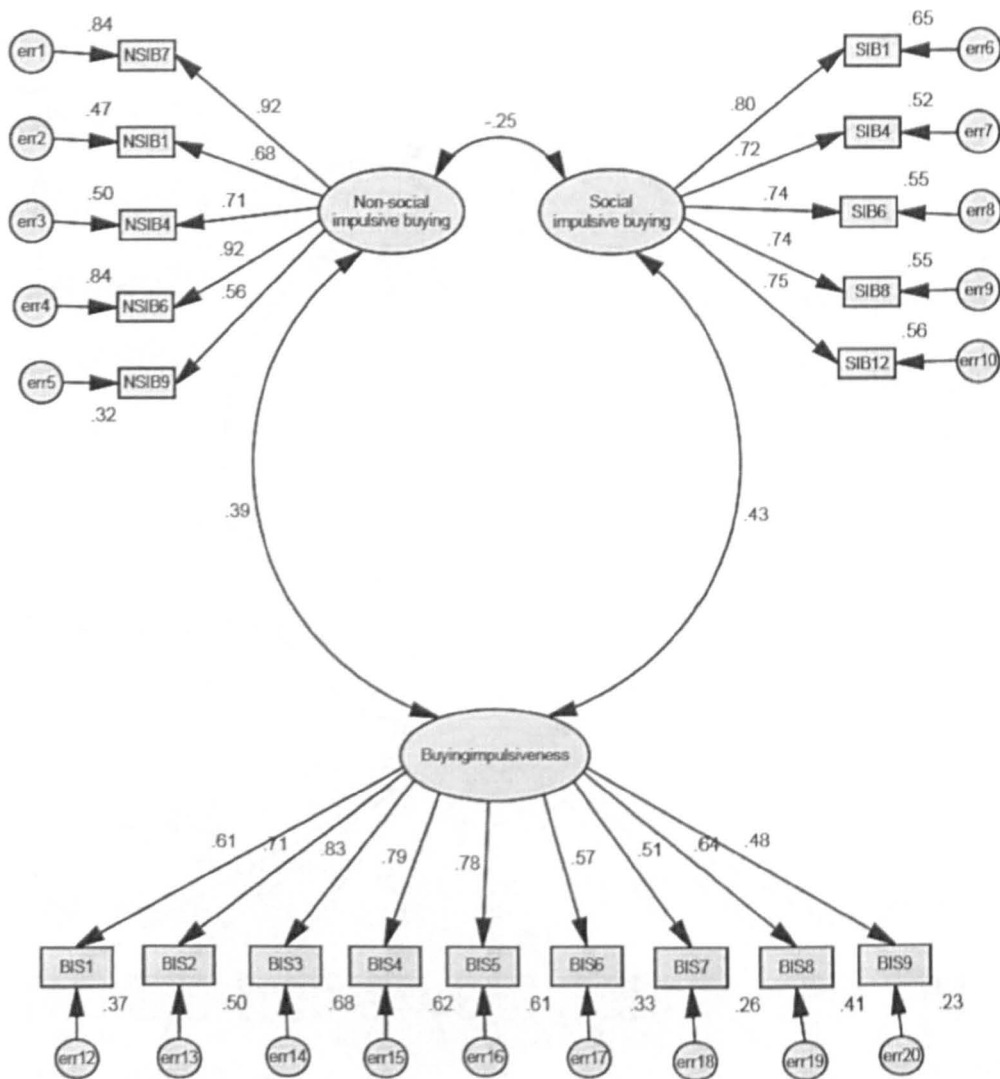 .84
err1
NSIB7
.92
.47
err2
NSIB1
.68
.50
err3
NSIB4
.71
.84
err4
NSIB6
.92
.32
err5
NSIB9
.56
Non-social
impulsive buying
-.25
Social
impulsive buying
.65
SIB1
err6
.80
.52
SIB4
err7
.72
.55
SIB6
err8
.74
.55
SIB8
err9
.74
.56
SIB12
err10
.75
.39
.43
Buyingimpulsiveness
.61
.71
.83
.79
.78
.57
.51
.64
.48
BIS1
BIS2
BIS3
BIS4
BIS5
BIS6
BIS7
BIS8
BIS9
.37
.50
.68
.62
.61
.33
.26
.41
.23
err12
err13
err14
err15
err16
err17
err18
err19
err20